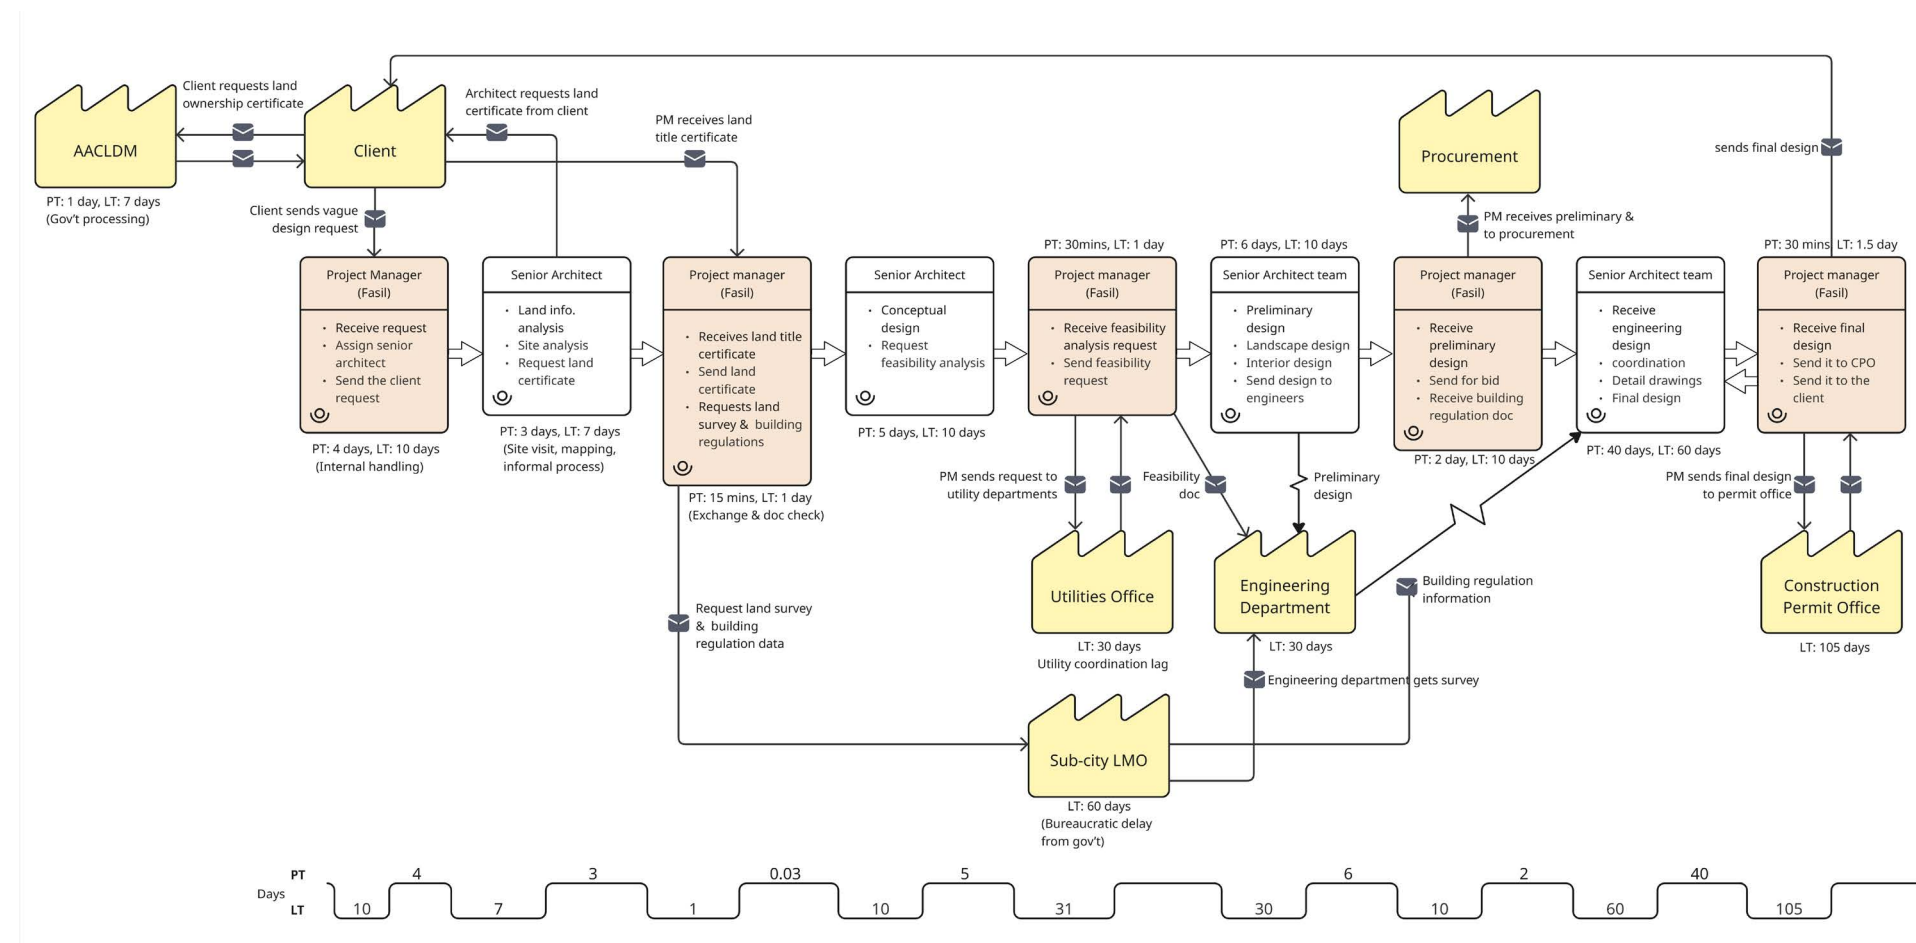 Client requests land
ownership certificate
AACLDM
PT: 1 day, LT: 7 days
(Gov't processing)
Client
Client sends vague
design request
Architect requests land
certificate from client
PM receives land
title certificate
Procurement
PM receives preliminary &
to procurement
sends final design
Project Manager
(Fasil)
• Receive request
• Assign senior
architect
• Send the client
request
PT: 4 days, LT: 10 days
(Internal handling)
Senior Architect
• Land info.
analysis
• Site analysis
• Request land
certificate
PT: 3 days, LT: 7 days
(Site visit, mapping,
informal process)
Project manager
(Fasil)
• Receives land title
certificate
• Send land
certificate
• Requests land
survey & building
regulations
PT: 15 mins, LT: 1 day
(Exchange & doc check)
Senior Architect
• Conceptual
design
• Request
feasibility analysis
PT: 5 days, LT: 10 days
PT: 30mins, LT: 1 day
Project manager
(Fasil)
• Receive feasibility
analysis request
• Send feasibility
request
PT: 6 days, LT: 10 days
Senior Architect team
• Preliminary
design
• Landscape design
• Interior design
• Send design to
engineers
Project manager
(Fasil)
• Receive
preliminary
design
• Send for bid
• Receive building
regulation doc
PT: 2 day, LT: 10 days
Senior Architect team
• Receive
engineering
design
• coordination
• Detail drawings
• Final design
PT: 40 days, LT: 60 days
PT: 30 mins, LT: 1.5 day
Project manager
(Fasil)
• Receive final
design
• Send it to CPO
• Send it to the
client
PM sends request to
utility departments
Feasibility
doc
Preliminary
design
PM sends final design
to permit office
Utilities Office
LT: 30 days
Utility coordination lag
Engineering
Department
LT: 30 days
Building regulation
information
Construction
Permit Office
LT: 105 days
Request land survey
& building
regulation data
Engineering department gets survey
Sub-city LMO
LT: 60 days
(Bureaucratic delay
from gov't)
PT 4 3 0.03 5 6 2 40
Days
LT 10 7 1 10 31 30 10 60 105